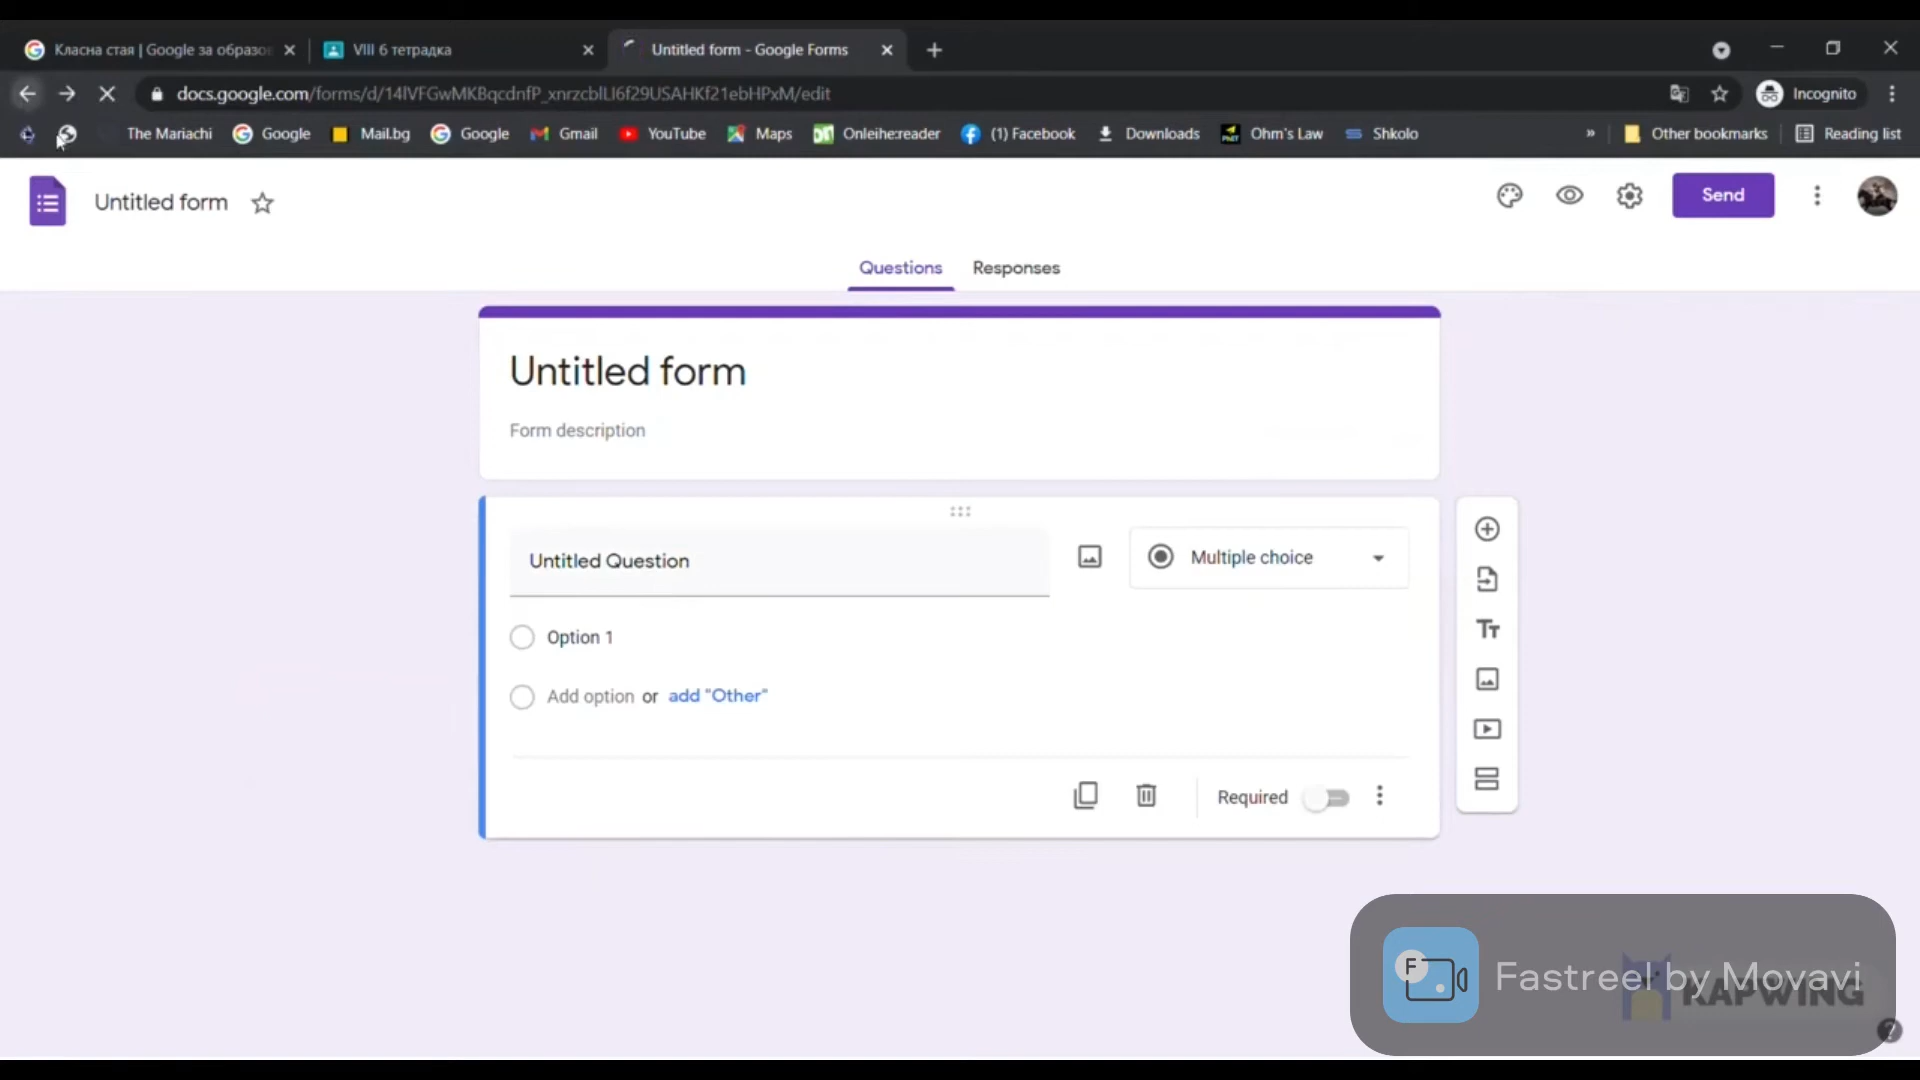 Класна стая | Google за образо
VIII б тетрадка
Untitled form - Google Forms
docs.google.com/forms/d/14lVFGwMKBqcdnfP_xnrzcblLI6f29USAHKf21ebHPxM/edit
Incognito
The Mariachi
Google
Mail.bg
Google
Gmail
YouTube
Maps
Onleihe:reader
(1) Facebook
Downloads
Ohm's Law
Shkolo
»
Other bookmarks
Reading list
Untitled form
Send
Questions
Responses
Untitled form
Form description
Untitled Question
Multiple choice
Option 1
Add option or add "Other"
Required
Fastreel by Movavi
KAPWING